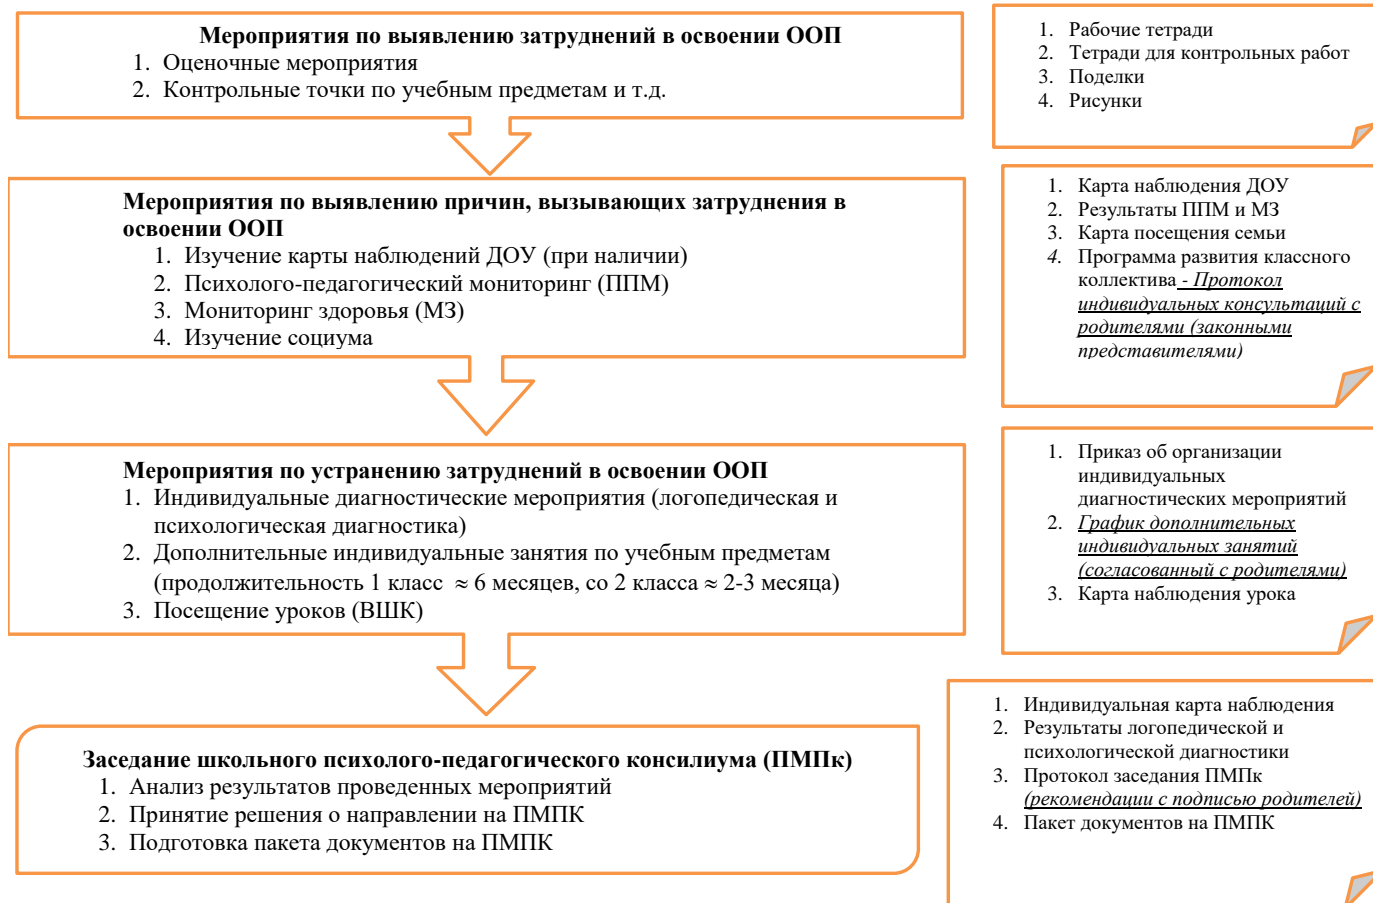 Мероприятия по выявлению затруднений в освоении ООП
1. Оценочные мероприятия
2. Контрольные точки по учебным предметам и т.д.
1. Рабочие тетради
2. Тетради для контрольных работ
3. Поделки
4. Рисунки
Мероприятия по выявлению причин, вызывающих затруднения в
освоении ООП
1. Изучение карты наблюдений ДОУ (при наличии)
2. Психолого-педагогический мониторинг (ППМ)
3. Мониторинг здоровья (МЗ)
4. Изучение социума
1. Карта наблюдения ДОУ
2. Результаты ППМ и МЗ
3. Карта посещения семьи
4. Программа развития классного
коллектива - Протокол
индивидуальных консультаций с
родителями (законными
представителями)
Мероприятия по устранению затруднений в освоении ООП
1. Индивидуальные диагностические мероприятия (логопедическая и
психологическая диагностика)
2. Дополнительные индивидуальные занятия по учебным предметам
(продолжительность 1 класс ≈ 6 месяцев, со 2 класса ≈ 2-3 месяца)
3. Посещение уроков (ВШК)
1. Приказ об организации
индивидуальных
диагностических мероприятий
2. График дополнительных
индивидуальных занятий
(согласованный с родителями)
3. Карта наблюдения урока
Заседание школьного психолого-педагогического консилиума (ПМПк)
1. Анализ результатов проведенных мероприятий
2. Принятие решения о направлении на ПМПК
3. Подготовка пакета документов на ПМПК
1. Индивидуальная карта наблюдения
2. Результаты логопедической и
психологической диагностики
3. Протокол заседания ПМПк
(рекомендации с подписью родителей)
4. Пакет документов на ПМПК